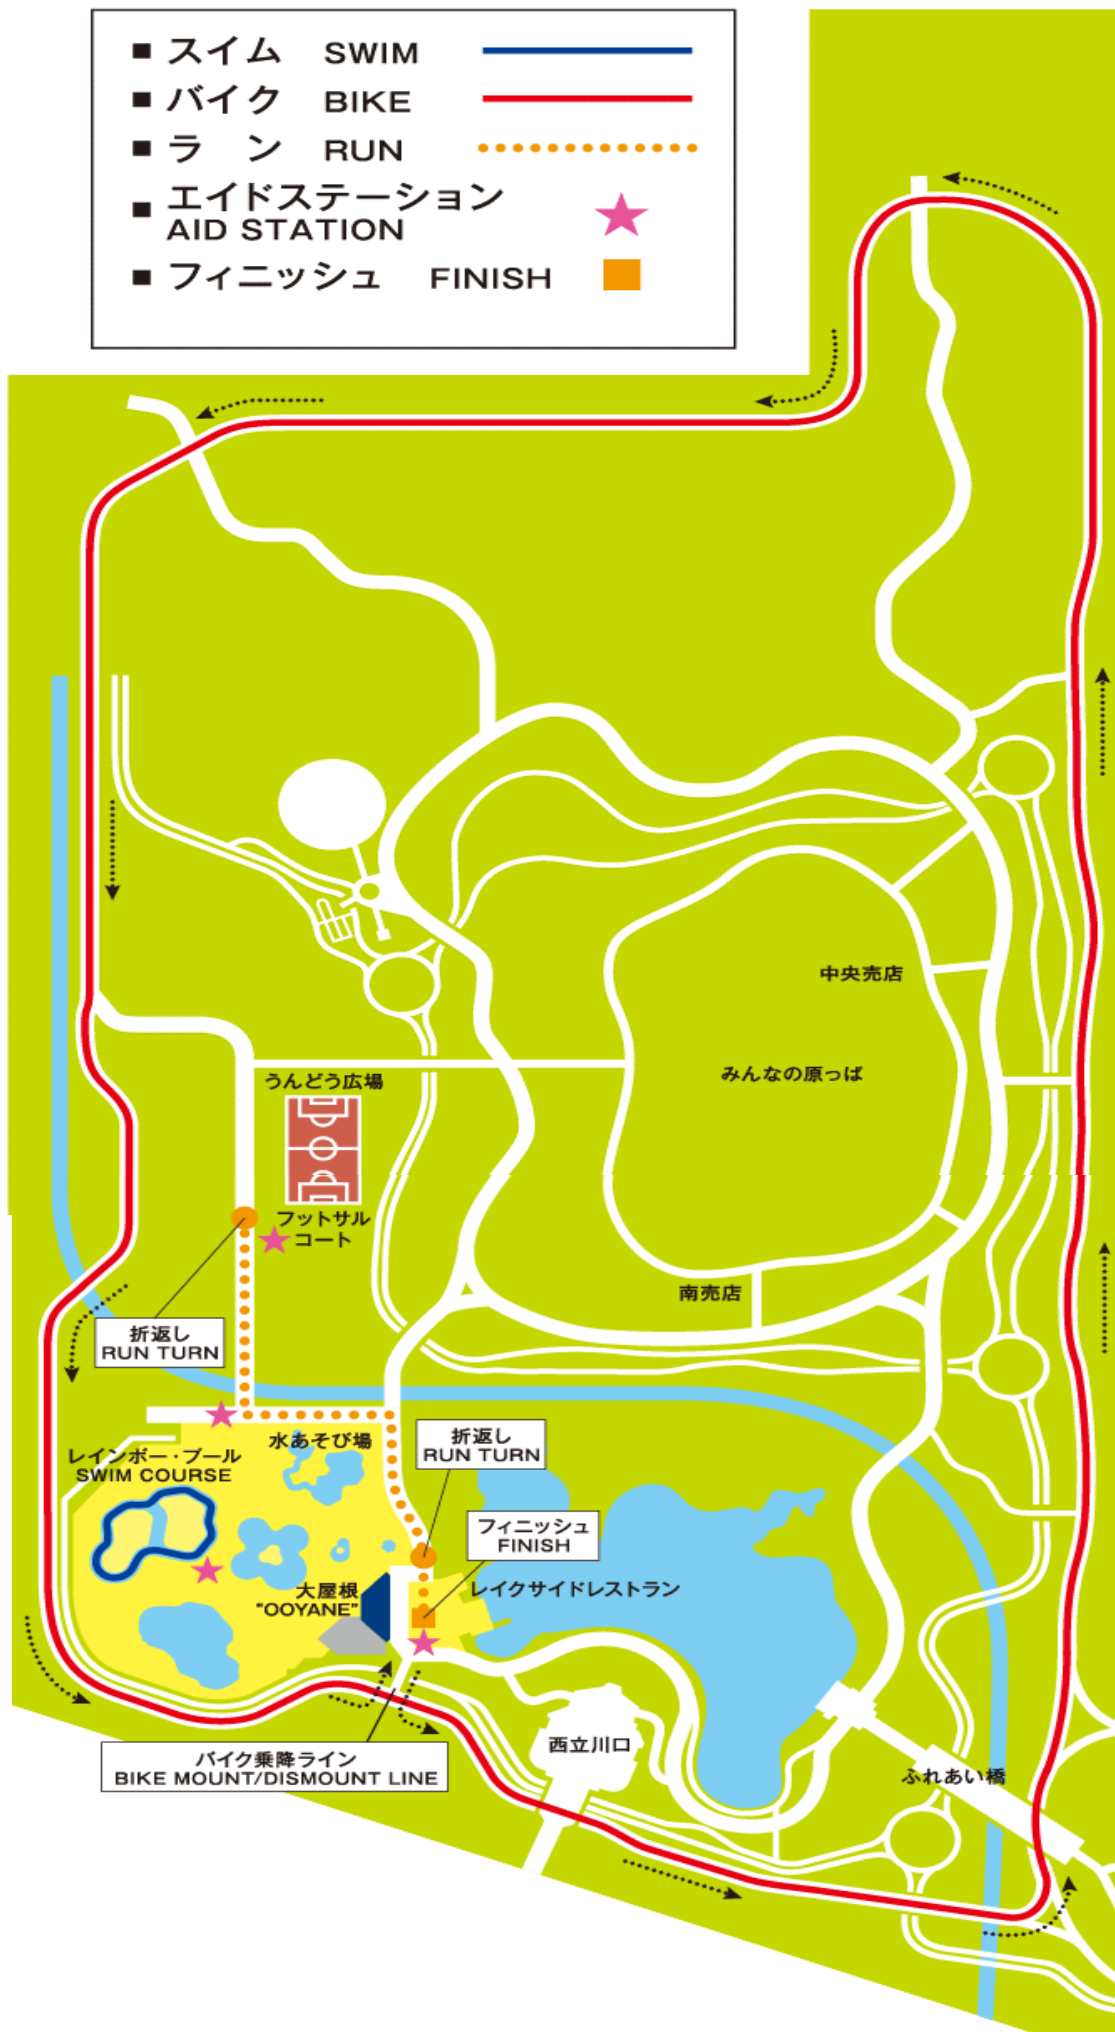 ■ スイム SWIM
■ バイク BIKE
■ ラン RUN
■ エイドステーション
AID STATION
■ フィニッシュ FINISH
中央売店
みんなの原っぱ
うんどう広場
フットサル
コート
南売店
折返し
RUN TURN
水あそび場
折返し
RUN TURN
レインボー・プール
SWIM COURSE
フィニッシュ
FINISH
大屋根
"OOYANE"
レイクサイドレストラン
西立川口
バイク乗降ライン
BIKE MOUNT/DISMOUNT LINE
ふれあい橋